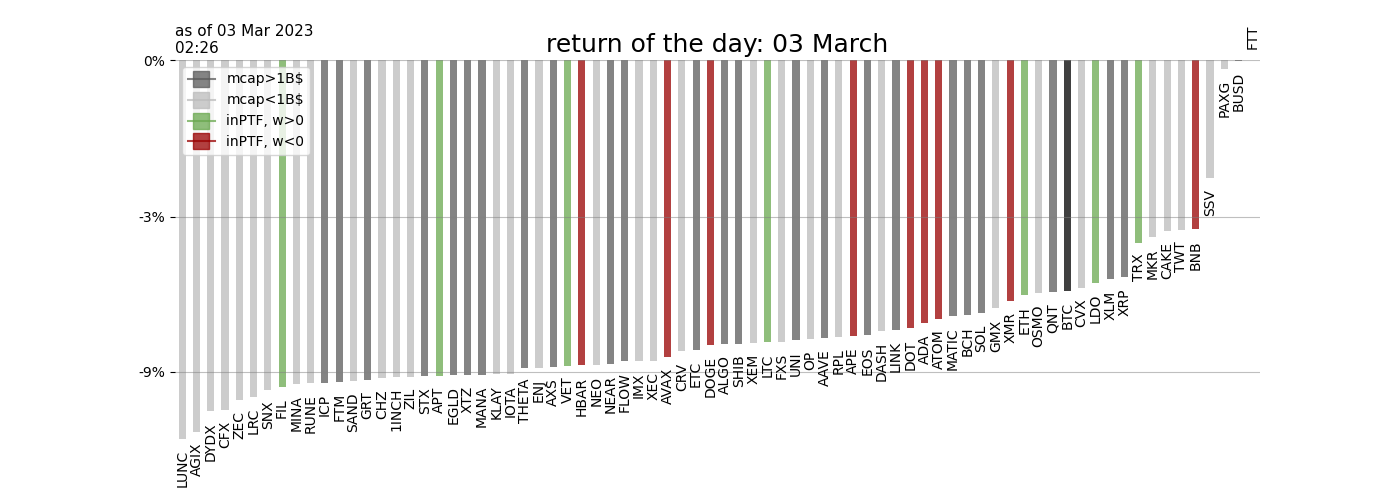 as of 03 Mar 2023
02:26
return of the day: 03 March
FTT
0%
-3%
-9%
mcap>1B$
mcap<1B$
inPTF, w>0
inPTF, w<0
LUNC
AGIX
DYDX
CFX
ZEC
LRC
SNX
FIL
MINA
RUNE
ICP
FTM
SAND
GRT
CHZ
1INCH
ZIL
STX
APT
EGLD
XTZ
MANA
KLAY
IOTA
THETA
ENJ
AXS
VET
HBAR
NEO
NEAR
FLOW
IMX
XEC
AVAX
CRV
ETC
DOGE
ALGO
SHIB
XEM
LTC
FXS
UNI
OP
AAVE
RPL
APE
EOS
DASH
LINK
DOT
ADA
ATOM
MATIC
BCH
SOL
GMX
XMR
ETH
OSMO
QNT
BTC
CVX
LDO
XLM
XRP
TRX
MKR
CAKE
TWT
BNB
SSV
PAXG
BUSD